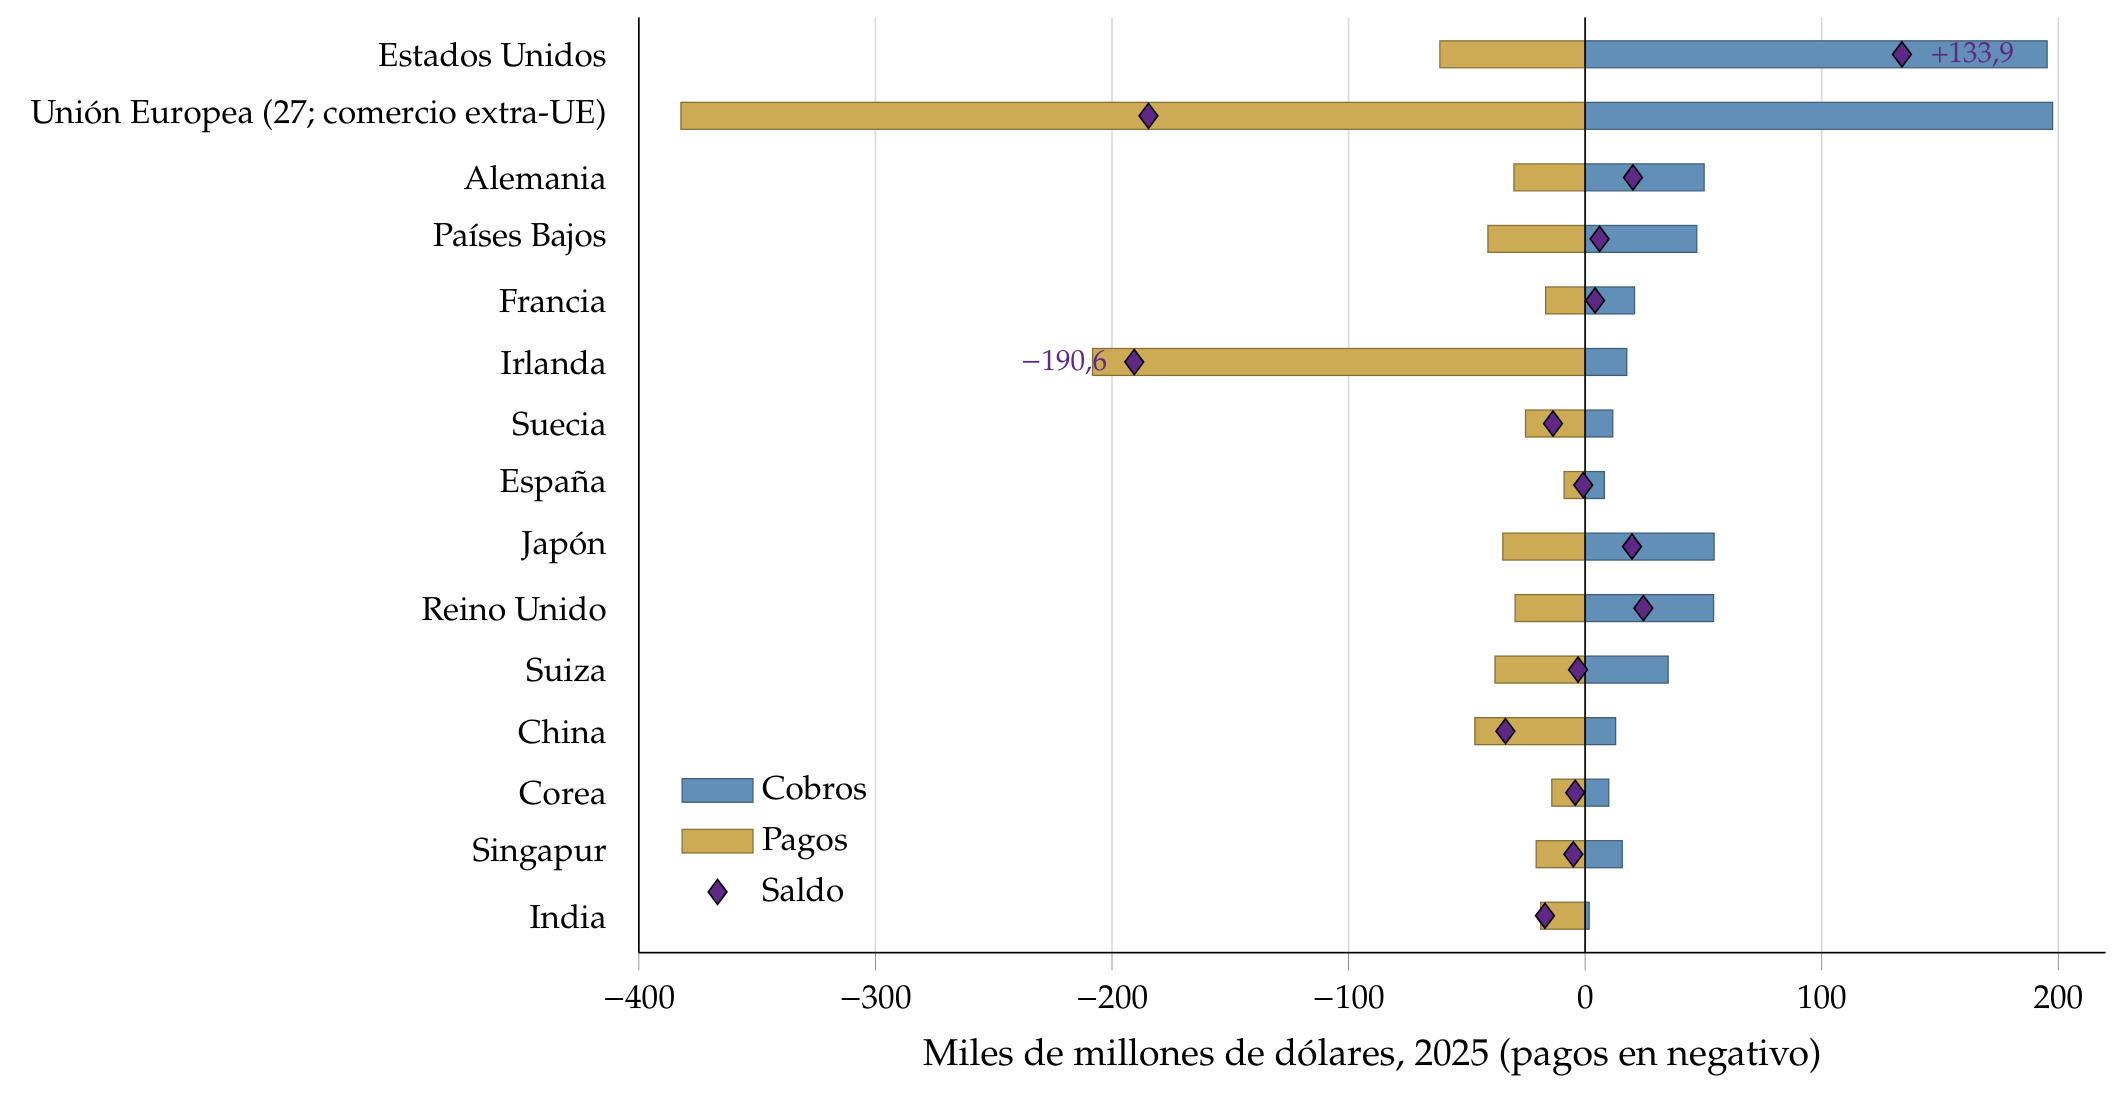 Estados Unidos
+133,9
Unión Europea (27; comercio extra-UE)
Alemania
Países Bajos
Francia
Irlanda
−190,6
Suecia
España
Japón
Reino Unido
Suiza
China
Corea
Singapur
India
Cobros
Pagos
Saldo
−400 −300 −200 −100 0 100 200
Miles de millones de dólares, 2025 (pagos en negativo)